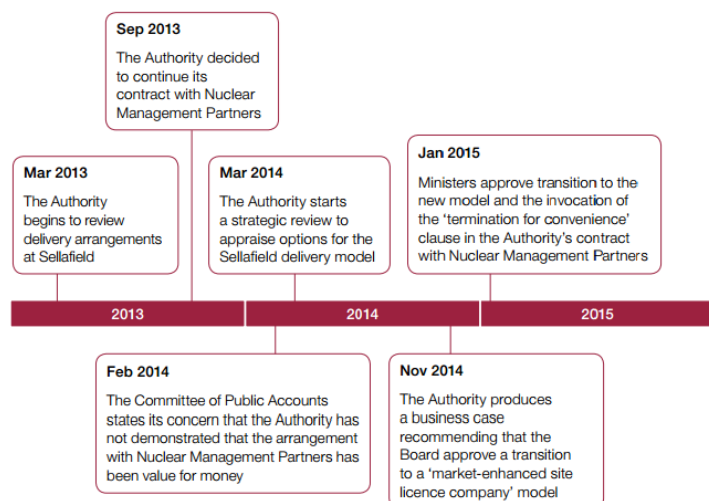 Sep 2013
The Authority decided
to continue its
contract with Nuclear
Management Partners
Mar 2013
The Authority
begins to review
delivery arrangements
at Sellafield
Mar 2014
The Authority starts
a strategic review to
appraise options for the
Sellafield delivery model
Jan 2015
Ministers approve transition to the
new model and the invocation of
the ‘termination for convenience’
clause in the Authority’s contract
with Nuclear Management Partners
2013
2014
2015
Feb 2014
The Committee of Public Accounts
states its concern that the Authority has
not demonstrated that the arrangement
with Nuclear Management Partners has
been value for money
Nov 2014
The Authority produces
a business case
recommending that the
Board approve a transition
to a ‘market-enhanced site
licence company’ model